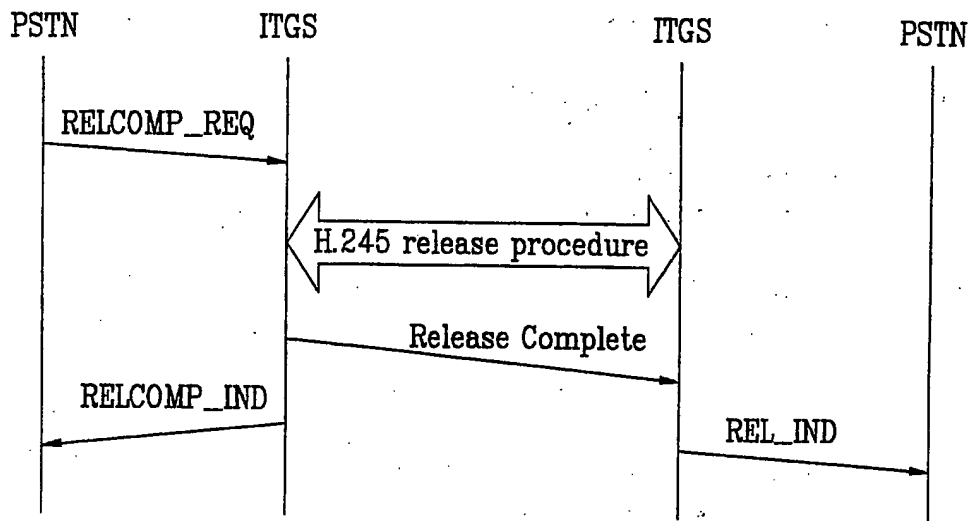 PSTN ITGS ITGS PSTN
RELCOMP_REQ
H.245 release procedure
Release Complete
RELCOMP_IND
REL_IND